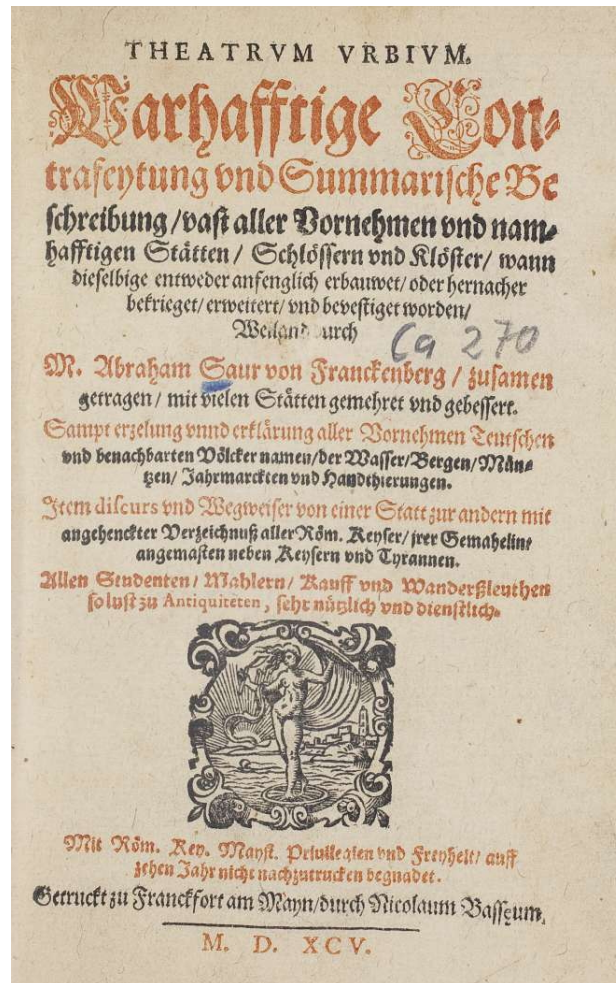 THEATRVM VRBIVM.
Warhafftige Con-
trafeytung vnd Summarische Be
schreibung/vast aller Vornehmen vnd nam-
hafftigen Stätten/ Schlössern vnd Klöster/ wann
dieselbige entweder anfenglich erbauwet/oder hernacher
bekrieget/erweitert/vnd bevestiget worden/
Weiland durch
Ca 270
M. Abraham Saur von Franckenberg / zusamen
getragen/ mit vielen Stätten gemehret vnd gebessert.
Sampt erzelung vnnd erklärung aller Vornehmen Teutschen
vnd benachbarten Völcker namen/der Wasser/Bergen/Mün-
tzen/Jahrmarckten vnd Handthierungen.
Item discurs vnd Wegweiser von einer Statt zur andern mit
angehenckter Verzeichnuß aller Röm. Keyser/jrer Gemahelin/
angemasten neben Keysern vnd Tyrannen.
Allen Studenten/Mahlern/ Kauff vnd Wanderßleuthen
so lust zu Antiquiteten, sehr nützlich vnd dienstlich.
Mit Röm. Key. Mayst. Priuilegien vnd Freyheit/ auff
zehen Jahr nicht nachzutrucken begnadet.
Getruckt zu Franckfort am Mayn/durch Nicolaum Bassęum.
M. D. XCV.